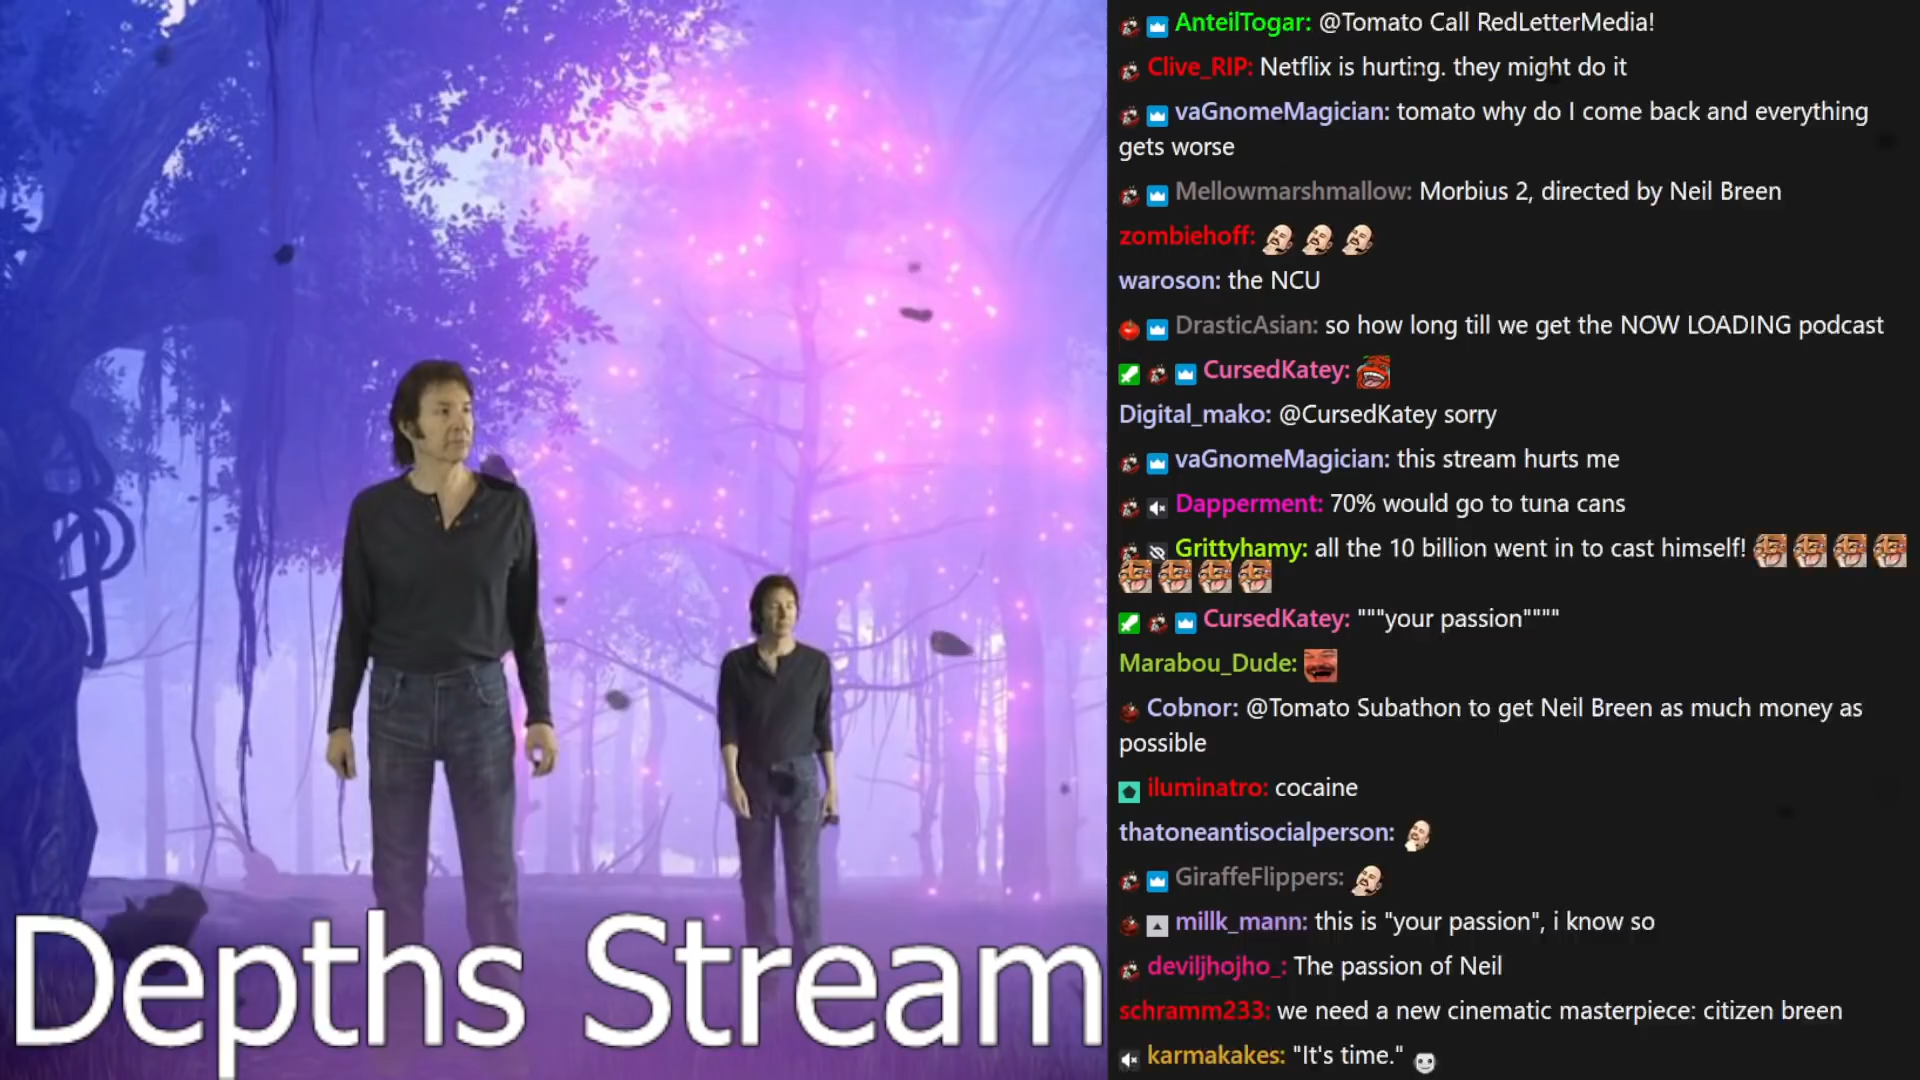 AnteilTogar: @Tomato Call RedLetterMedia!
Clive_RIP: Netflix is hurting. they might do it
vaGnomeMagician: tomato why do I come back and everything
gets worse
Mellowmarshmallow: Morbius 2, directed by Neil Breen
zombiehoff:
waroson: the NCU
DrasticAsian: so how long till we get the NOW LOADING podcast
CursedKatey:
Digital_mako: @CursedKatey sorry
vaGnomeMagician: this stream hurts me
Dapperment: 70% would go to tuna cans
Grittyhamy: all the 10 billion went in to cast himself!
CursedKatey: """your passion""""
Marabou_Dude:
Cobnor: @Tomato Subathon to get Neil Breen as much money as
possible
iluminatro: cocaine
thatoneantisocialperson:
GiraffeFlippers:
millk_mann: this is "your passion", i know so
deviljhojho_: The passion of Neil
schramm233: we need a new cinematic masterpiece: citizen breen
karmakakes: "It's time."
Depths Stream